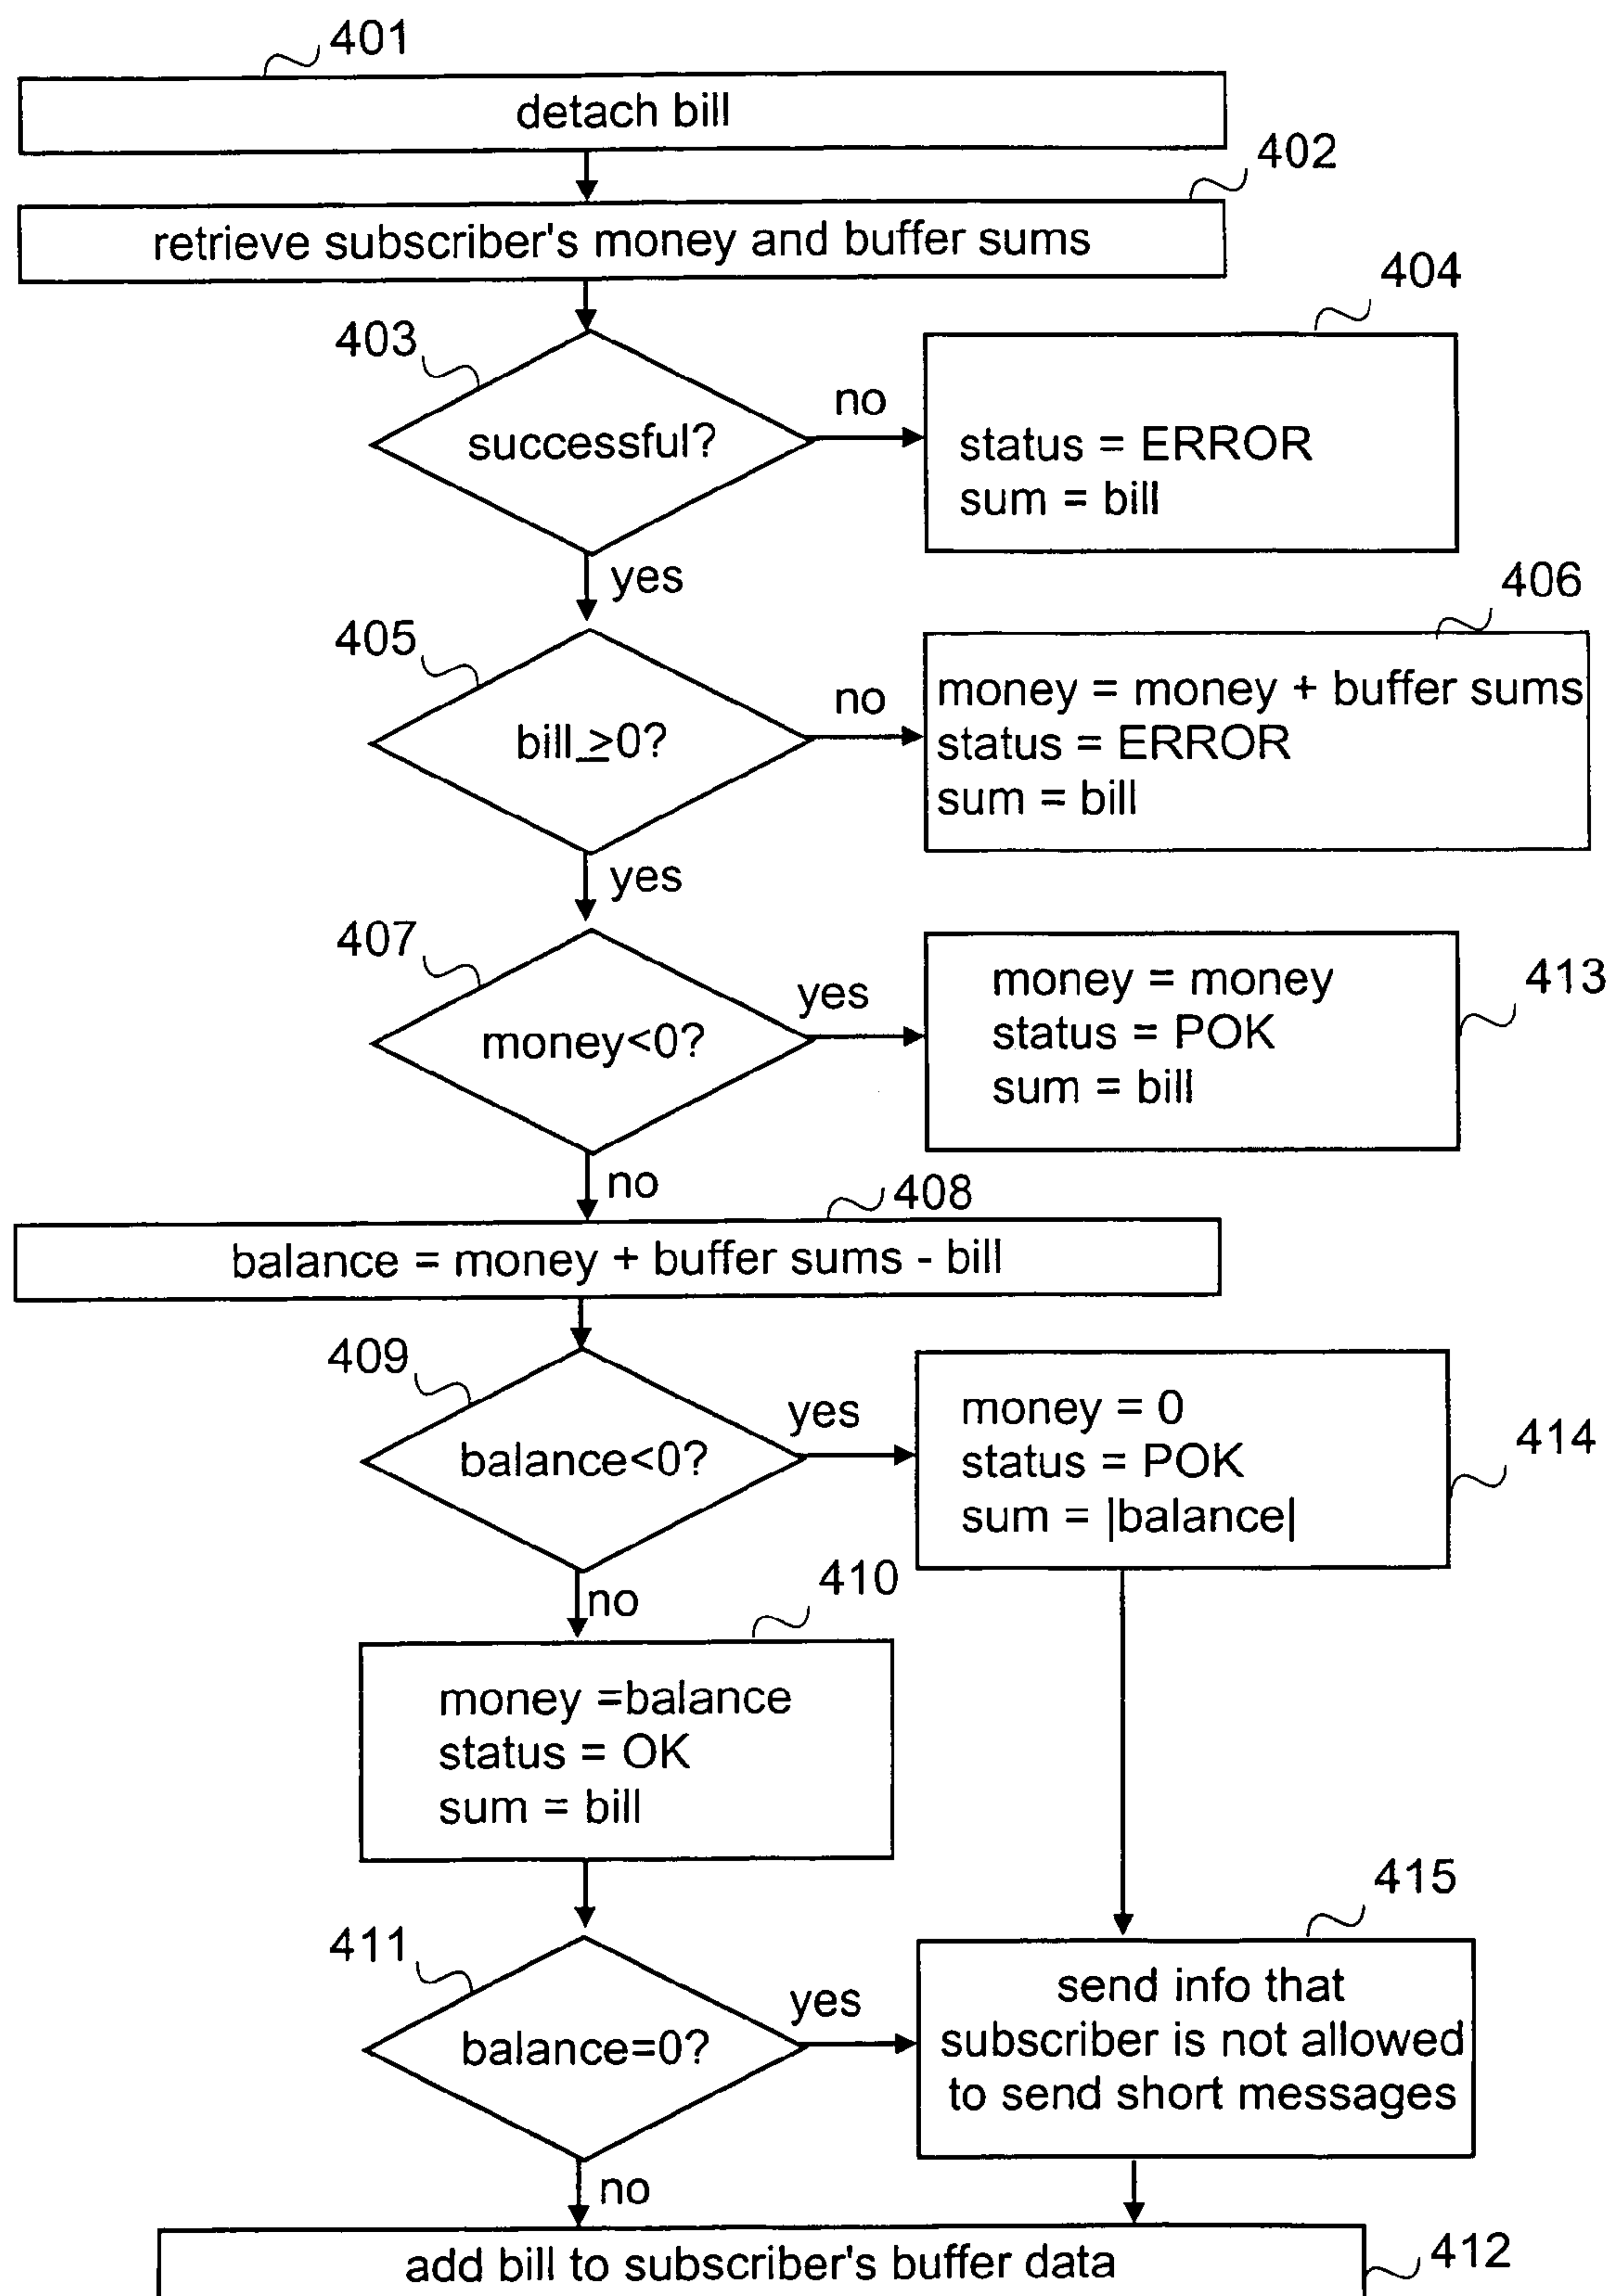 401
detach bill
402
retrieve subscriber's money and buffer sums
404
403
no
successful?
status = ERROR
sum = bill
yes
406
405
money = money + buffer sums
no
bill ≥0?
status = ERROR
sum = bill
yes
407
413
money = money
yes
status = POK
money<0?
sum = bill
no
408
balance = money + buffer sums - bill
409
yes
money = 0
414
balance<0?
status = POK
sum = |balance|
410
no
money =balance
status = OK
sum = bill
415
411
send info that
yes
subscriber is not allowed
balance=0?
to send short messages
no
412
add bill to subscriber's buffer data